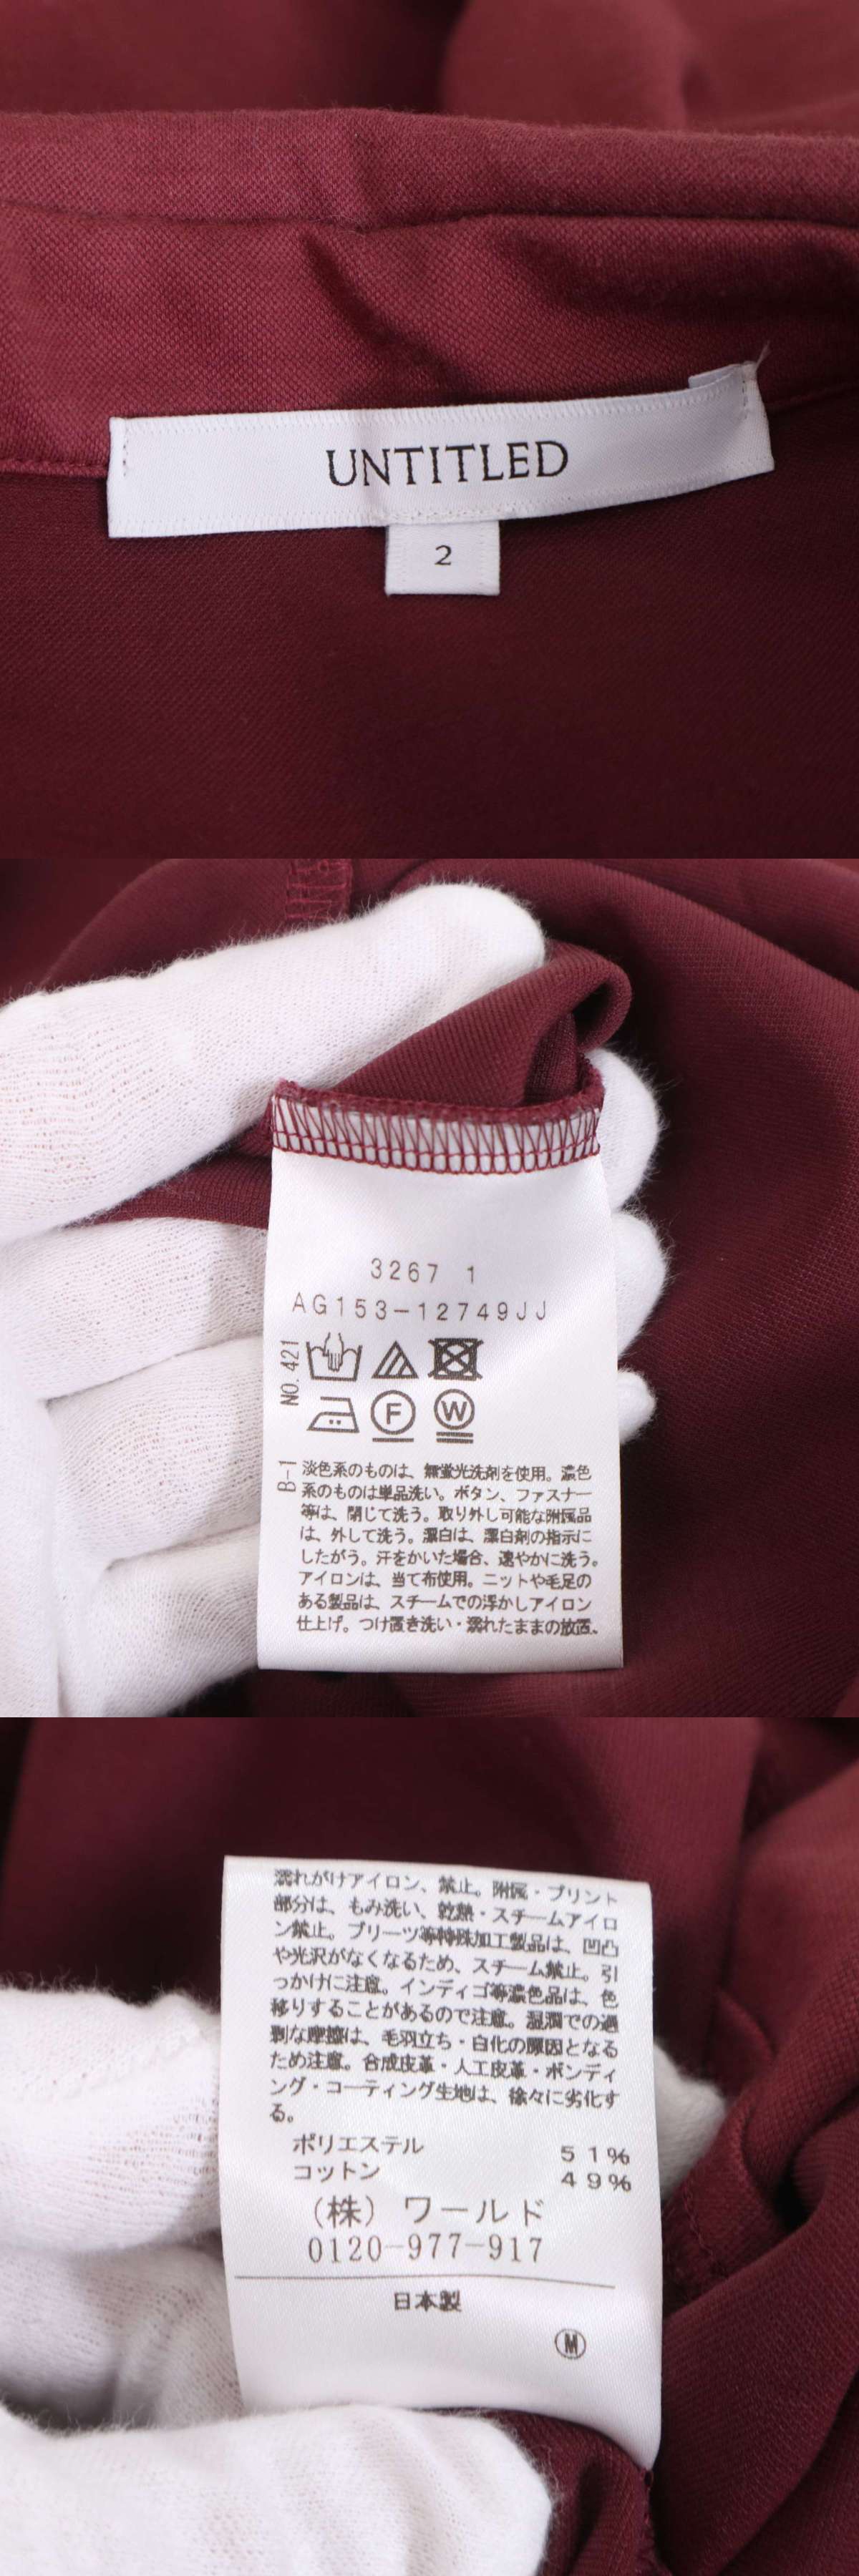 UNTITLED
2
3267 1
AG153-12749JJ
NO.421
F
W
B-1
淡色系のものは、無蛍光洗剤を使用。濃色
系のものは単品洗い。ボタン、ファスナー
等は、閉じて洗う。取り外し可能な附属品
は、外して洗う。漂白は、漂白剤の指示に
したがう。汗をかいた場合、速やかに洗う。
アイロンは、当て布使用。ニットや毛足の
ある製品は、スチームでの浮かしアイロン
仕上げ。つけ置き洗い・濡れたままの放置、
濡れがけアイロン、禁止。附属・プリント
部分は、もみ洗い、乾熱・スチームアイロ
ン禁止。プリーツ等特殊加工製品は、凹凸
や光沢がなくなるため、スチーム禁止。引
っかけに注意。インディゴ等濃色品は、色
移りすることがあるので注意。湿潤での過
剰な摩擦は、毛羽立ち・白化の原因となる
ため注意。合成皮革・人工皮革・ボンディ
ング・コーティング生地は、徐々に劣化す
る。
ポリエステル 51%
コットン 49%
(株) ワールド
0120-977-917
日本製
M